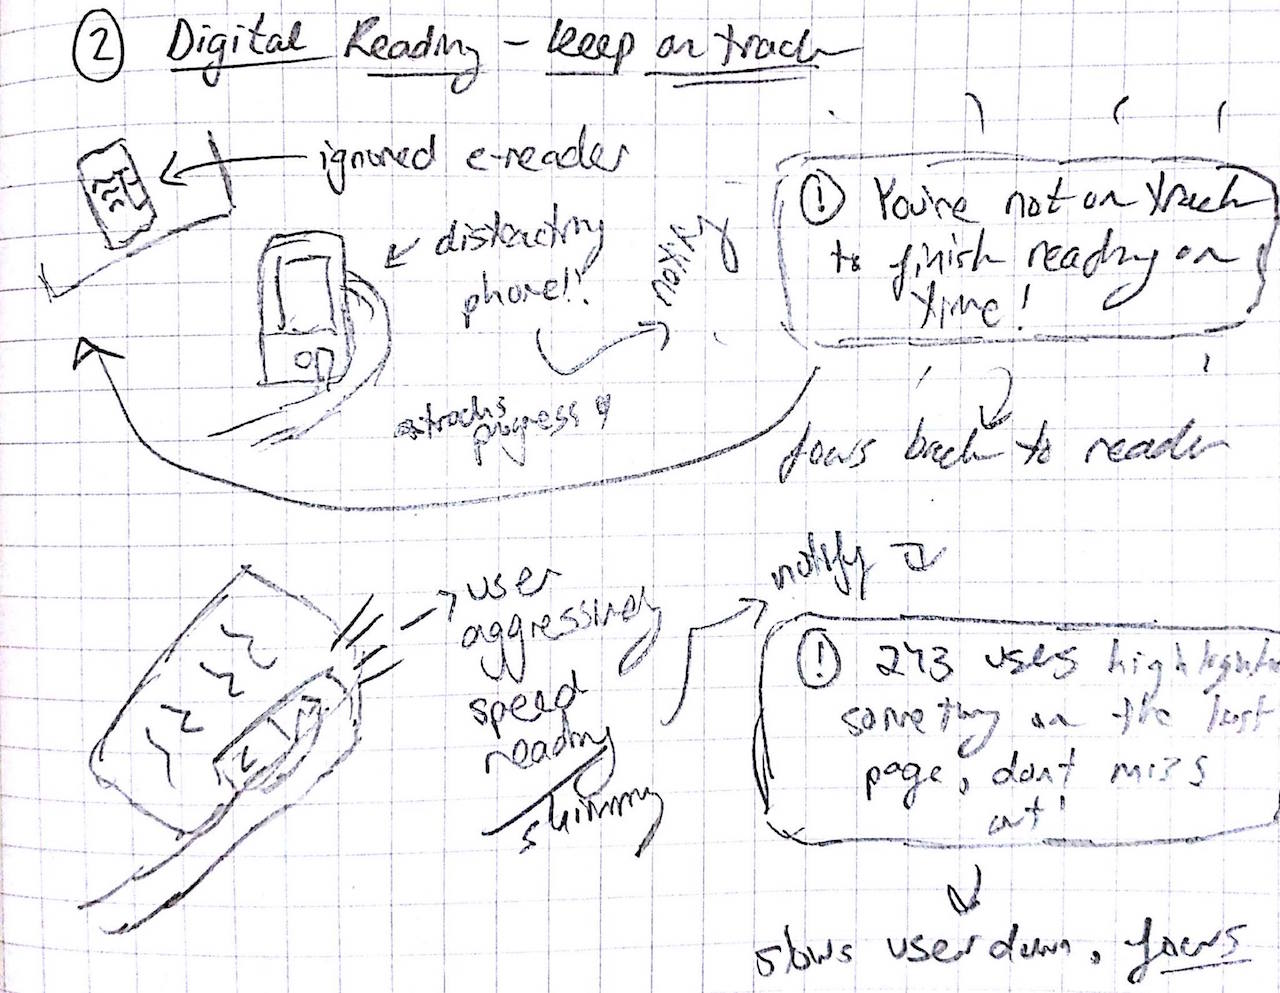 ② Digital Reading - keep on track
ignored e-reader
distracting
phone!!
notify
! You're not on track
to finish reading on
time!
tracks
progress
focus back to reader
notify
user
aggressively
speed
reading/
skimming
! 243 users highlighted
something on the last
page, dont miss
out!
slows user down, focus